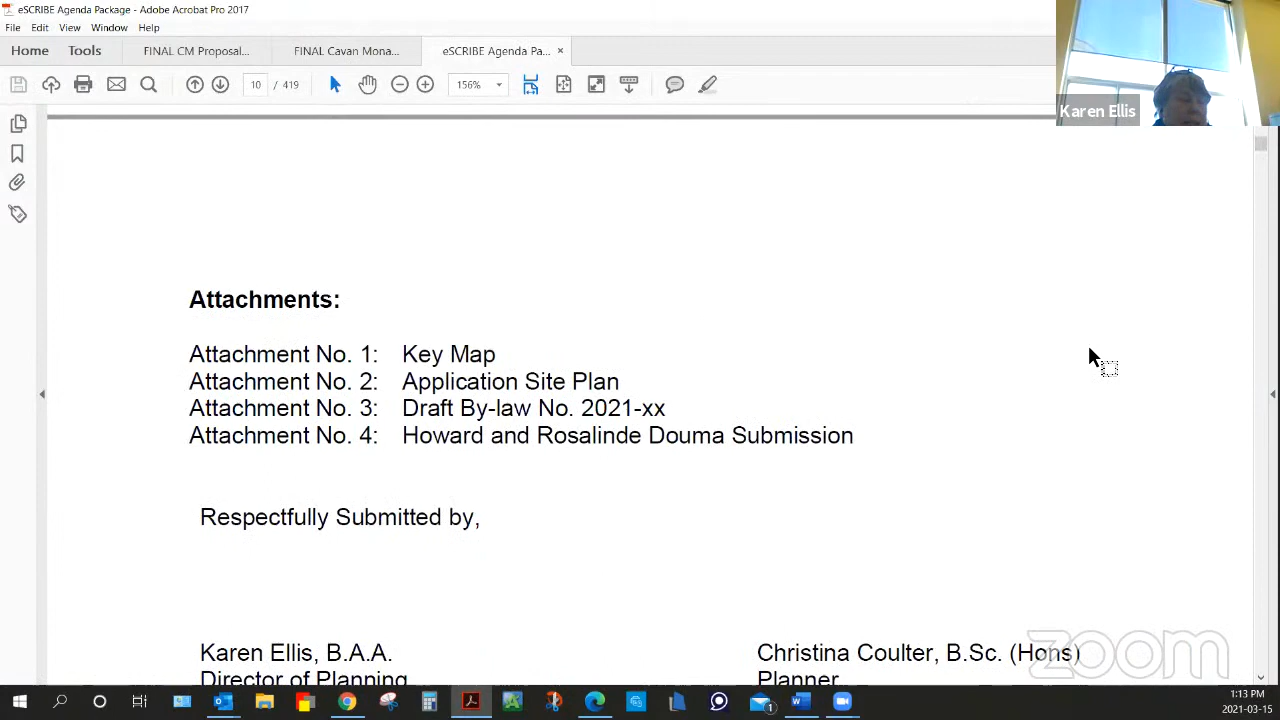 eSCRIBE Agenda Package - Adobe Acrobat Pro 2017
File Edit View Window Help
Home Tools FINAL CM Proposal... FINAL Cavan Mona... eSCRIBE Agenda Pa... ×
10 / 419 156%
Karen Ellis
Attachments:
Attachment No. 1: Key Map
Attachment No. 2: Application Site Plan
Attachment No. 3: Draft By-law No. 2021-xx
Attachment No. 4: Howard and Rosalinde Douma Submission
Respectfully Submitted by,
Karen Ellis, B.A.A. Christina Coulter, B.Sc. (Hons)
Director of Planning Planner
zoom
1:13 PM
2021-03-15